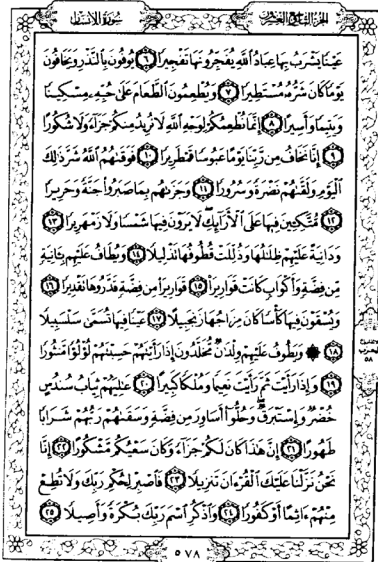 الجزء التاسع والعشرون
سورة الإنسان
عَيْنًا يَشْرَبُ بِهَا عِبَادُ ٱللَّهِ يُفَجِّرُونَهَا تَفْجِيرًا ٦ يُوفُونَ بِٱلنَّذْرِ وَيَخَافُونَ
يَوْمًا كَانَ شَرُّهُۥ مُسْتَطِيرًا ٧ وَيُطْعِمُونَ ٱلطَّعَامَ عَلَىٰ حُبِّهِۦ مِسْكِينًا
وَيَتِيمًا وَأَسِيرًا ٨ إِنَّمَا نُطْعِمُكُمْ لِوَجْهِ ٱللَّهِ لَا نُرِيدُ مِنكُمْ جَزَآءً وَلَا شُكُورًا
٩ إِنَّا نَخَافُ مِن رَّبِّنَا يَوْمًا عَبُوسًا قَمْطَرِيرًا ١٠ فَوَقَىٰهُمُ ٱللَّهُ شَرَّ ذَٰلِكَ
ٱلْيَوْمِ وَلَقَّىٰهُمْ نَضْرَةً وَسُرُورًا ١١ وَجَزَىٰهُم بِمَا صَبَرُوا۟ جَنَّةً وَحَرِيرًا
١٢ مُّتَّكِـِٔينَ فِيهَا عَلَى ٱلْأَرَآئِكِ ۖ لَا يَرَوْنَ فِيهَا شَمْسًا وَلَا زَمْهَرِيرًا ١٣
وَدَانِيَةً عَلَيْهِمْ ظِلَٰلُهَا وَذُلِّلَتْ قُطُوفُهَا تَذْلِيلًا ١٤ وَيُطَافُ عَلَيْهِم بِـَٔانِيَةٍ
مِّن فِضَّةٍ وَأَكْوَابٍ كَانَتْ قَوَارِيرَا۠ ١٥ قَوَارِيرَا۟ مِن فِضَّةٍ قَدَّرُوهَا تَقْدِيرًا ١٦
وَيُسْقَوْنَ فِيهَا كَأْسًا كَانَ مِزَاجُهَا زَنجَبِيلًا ١٧ عَيْنًا فِيهَا تُسَمَّىٰ سَلْسَبِيلًا
١٨ ۞ وَيَطُوفُ عَلَيْهِمْ وِلْدَٰنٌ مُّخَلَّدُونَ إِذَا رَأَيْتَهُمْ حَسِبْتَهُمْ لُؤْلُؤًا مَّنثُورًا
١٩ وَإِذَا رَأَيْتَ ثَمَّ رَأَيْتَ نَعِيمًا وَمُلْكًا كَبِيرًا ٢٠ عَٰلِيَهُمْ ثِيَابُ سُندُسٍ
خُضْرٌ وَإِسْتَبْرَقٌ ۖ وَحُلُّوٓا۟ أَسَاوِرَ مِن فِضَّةٍ وَسَقَىٰهُمْ رَبُّهُمْ شَرَابًا
طَهُورًا ٢١ إِنَّ هَٰذَا كَانَ لَكُمْ جَزَآءً وَكَانَ سَعْيُكُم مَّشْكُورًا ٢٢ إِنَّا
نَحْنُ نَزَّلْنَا عَلَيْكَ ٱلْقُرْءَانَ تَنزِيلًا ٢٣ فَٱصْبِرْ لِحُكْمِ رَبِّكَ وَلَا تُطِعْ
مِنْهُمْ ءَاثِمًا أَوْ كَفُورًا ٢٤ وَٱذْكُرِ ٱسْمَ رَبِّكَ بُكْرَةً وَأَصِيلًا ٢٥
٥٧٨